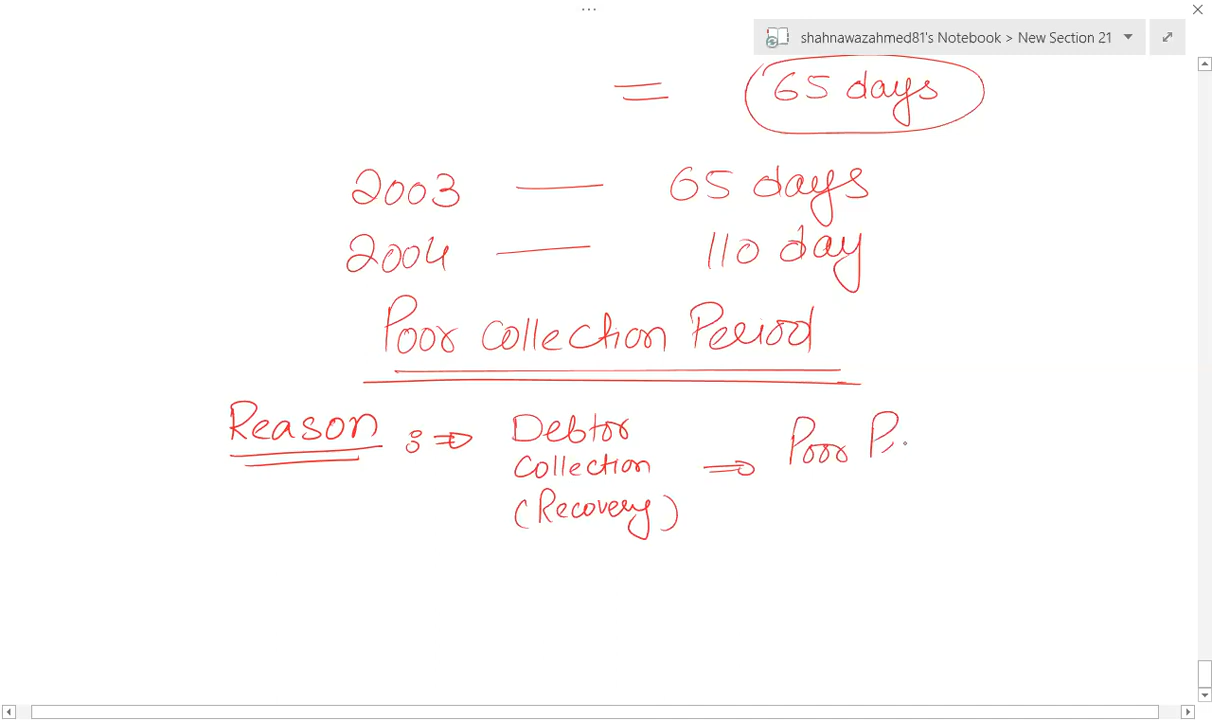 ...
shahnawazahmed81's Notebook > New Section 21
= 65 days
2003 — 65 days
2004 — 110 day
Poor Collection Period
Reason :⇒ Debtor Collection (Recovery) ⇒ Poor P